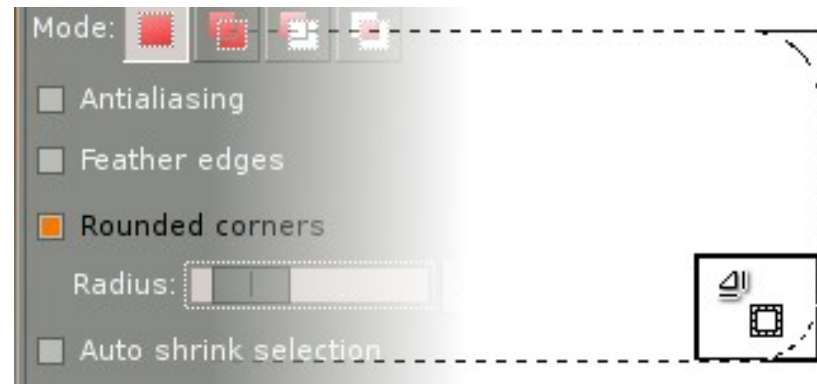 Mode:
Antialiasing
Feather edges
Rounded corners
Radius:
Auto shrink selection